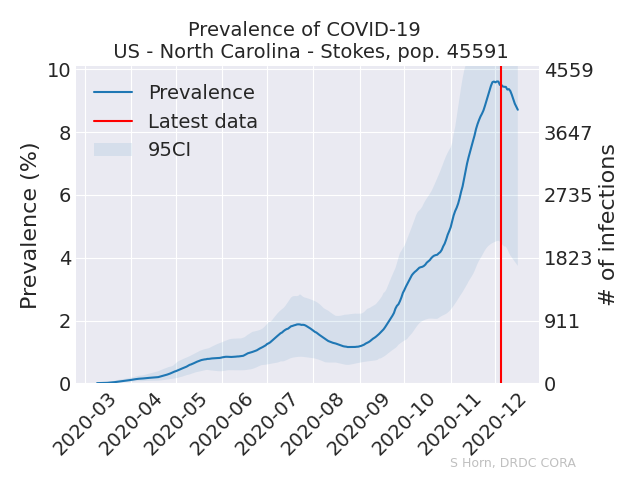 Prevalence of COVID-19
US - North Carolina - Stokes, pop. 45591
Prevalence (%)
10
8
6
4
2
0
Prevalence
Latest data
95CI
4559
3647
2735
1823
911
0
# of infections
2020-03
2020-04
2020-05
2020-06
2020-07
2020-08
2020-09
2020-10
2020-11
2020-12
S Horn, DRDC CORA